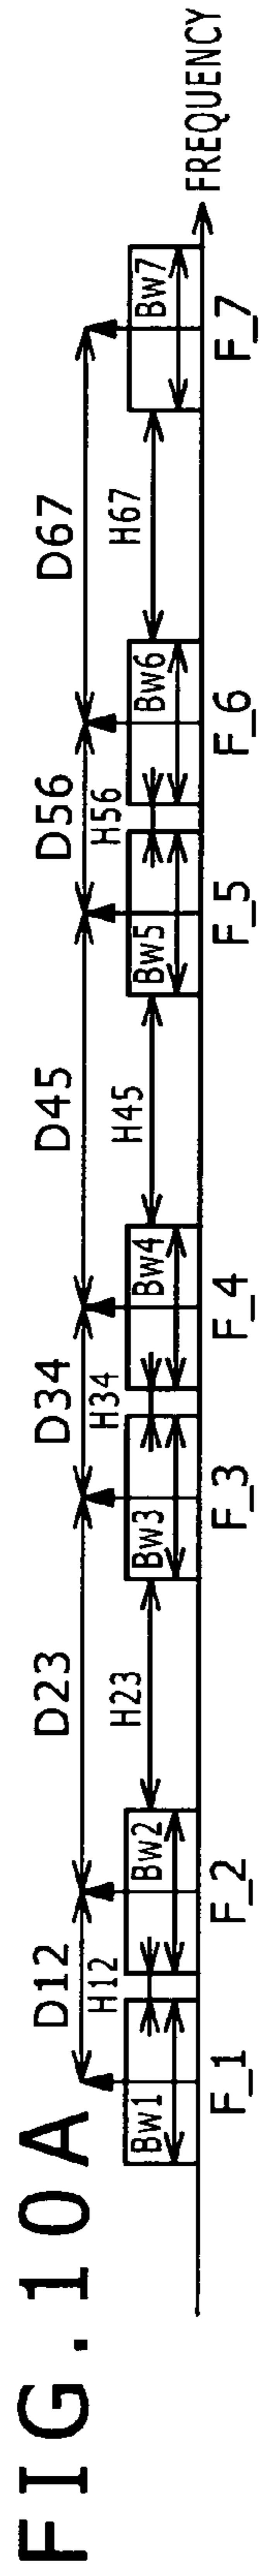 FIG.10A
D12 D23 D34 D45 D56 D67
H12 H23 H34 H45 H56 H67
Bw1 Bw2 Bw3 Bw4 Bw5 Bw6 Bw7
F_1 F_2 F_3 F_4 F_5 F_6 F_7
FREQUENCY